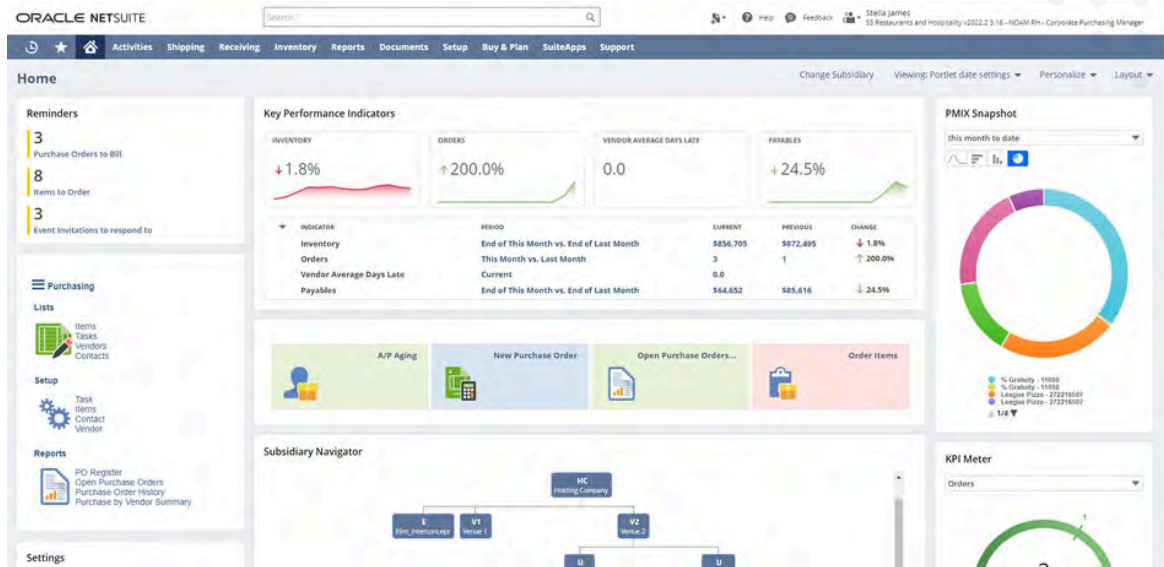 ORACLE NETSUITE
Search
Help
Feedback
Stella James
SS Restaurants and Hospitality v2022.2 3.16 - NOAM RH - Corporate Purchasing Manager
Activities Shipping Receiving Inventory Reports Documents Setup Buy & Plan SuiteApps Support
Home
Change Subsidiary Viewing: Portlet date settings Personalize Layout
Reminders
3
Purchase Orders to Bill
8
Items to Order
3
Event Invitations to respond to
Purchasing
Lists
Items
Tasks
Vendors
Contacts
Setup
Task
Items
Contact
Vendor
Reports
PO Register
Open Purchase Orders
Purchase Order History
Purchase by Vendor Summary
Settings
Key Performance Indicators
INVENTORY
1.8%
ORDERS
200.0%
VENDOR AVERAGE DAYS LATE
0.0
PAYABLES
24.5%
INDICATOR PERIOD CURRENT PREVIOUS CHANGE
Inventory End of This Month vs. End of Last Month $856,705 $872,495 1.8%
Orders This Month vs. Last Month 3 1 200.0%
Vendor Average Days Late Current 0.0
Payables End of This Month vs. End of Last Month $64,652 $85,616 24.5%
A/P Aging
New Purchase Order
Open Purchase Orders...
Order Items
Subsidiary Navigator
HC
Holding Company
E
V1
Venue 1
V2
Venue 2
U
U
PMIX Snapshot
this month to date
% Gratuity - 11698
% Gratuity - 11698
League Pizza - 272216507
League Pizza - 272216507
1/4
KPI Meter
Orders
1